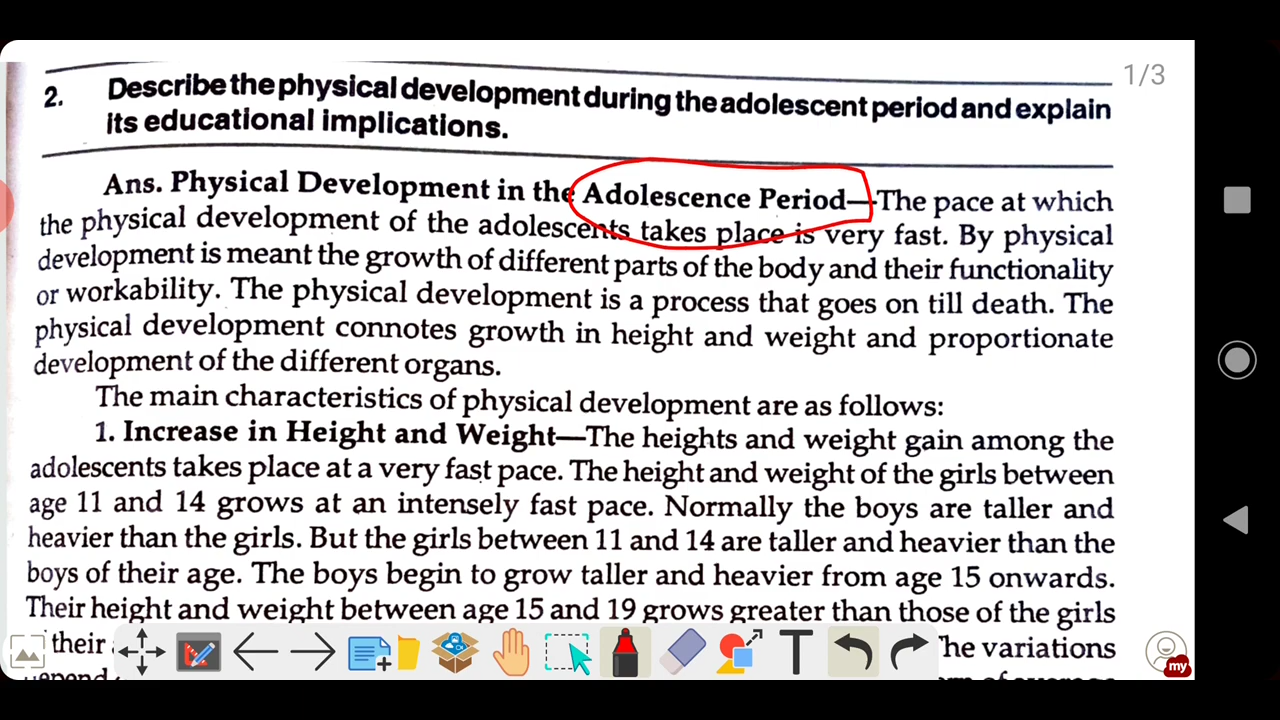 1/3
2. Describe the physical development during the adolescent period and explain
its educational implications.
Ans. Physical Development in the Adolescence Period—The pace at which
the physical development of the adolescents takes place is very fast. By physical
development is meant the growth of different parts of the body and their functionality
or workability. The physical development is a process that goes on till death. The
physical development connotes growth in height and weight and proportionate
development of the different organs.
The main characteristics of physical development are as follows:
1. Increase in Height and Weight—The heights and weight gain among the
adolescents takes place at a very fast pace. The height and weight of the girls between
age 11 and 14 grows at an intensely fast pace. Normally the boys are taller and
heavier than the girls. But the girls between 11 and 14 are taller and heavier than the
boys of their age. The boys begin to grow taller and heavier from age 15 onwards.
Their height and weight between age 15 and 19 grows greater than those of the girls
their The variations
T
my